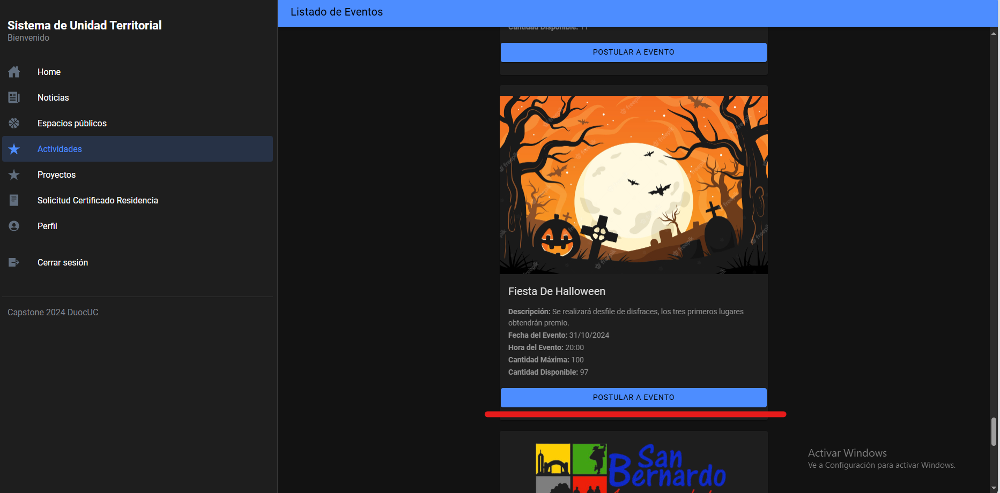 Sistema de Unidad Territorial
Bienvenido
Home
Noticias
Espacios públicos
Actividades
Proyectos
Solicitud Certificado Residencia
Perfil
Cerrar sesión
Capstone 2024 DuocUC
Listado de Eventos
Cantidad Disponible: 11
POSTULAR A EVENTO
freepik
Fiesta De Halloween
Descripción: Se realizará desfile de disfraces, los tres primeros lugares
obtendrán premio.
Fecha del Evento: 31/10/2024
Hora del Evento: 20:00
Cantidad Máxima: 100
Cantidad Disponible: 97
POSTULAR A EVENTO
San
Bernardo
Activar Windows
Ve a Configuración para activar Windows.